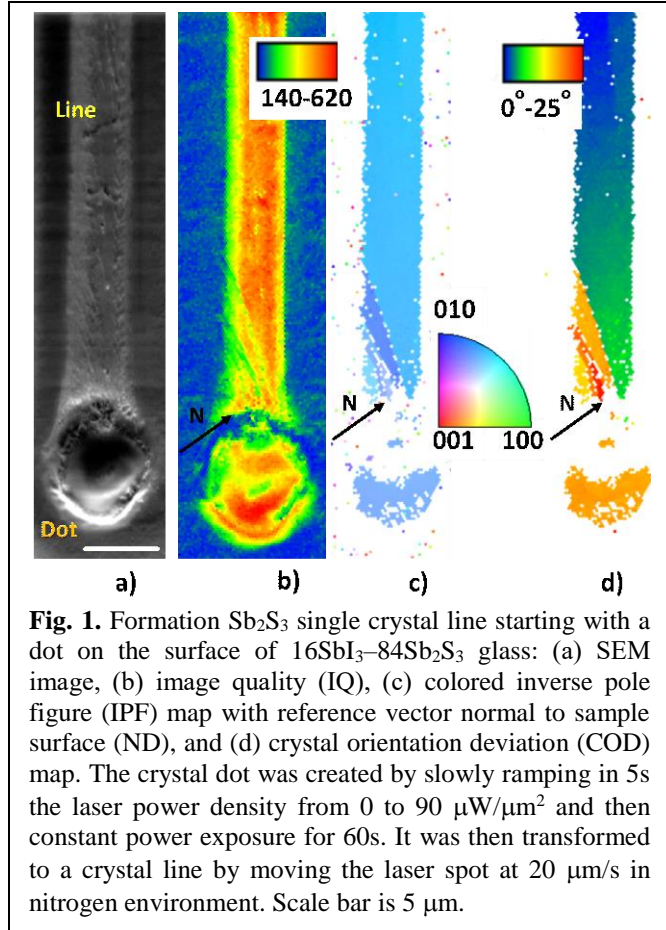 Line
140-620
0°-25°
010
N
N
001
100
N
Dot
a)
b)
c)
d)
Fig. 1. Formation Sb₂S₃ single crystal line starting with a
dot on the surface of 16SbI₃–84Sb₂S₃ glass: (a) SEM
image, (b) image quality (IQ), (c) colored inverse pole
figure (IPF) map with reference vector normal to sample
surface (ND), and (d) crystal orientation deviation (COD)
map. The crystal dot was created by slowly ramping in 5s
the laser power density from 0 to 90 μW/μm² and then
constant power exposure for 60s. It was then transformed
to a crystal line by moving the laser spot at 20 μm/s in
nitrogen environment. Scale bar is 5 μm.